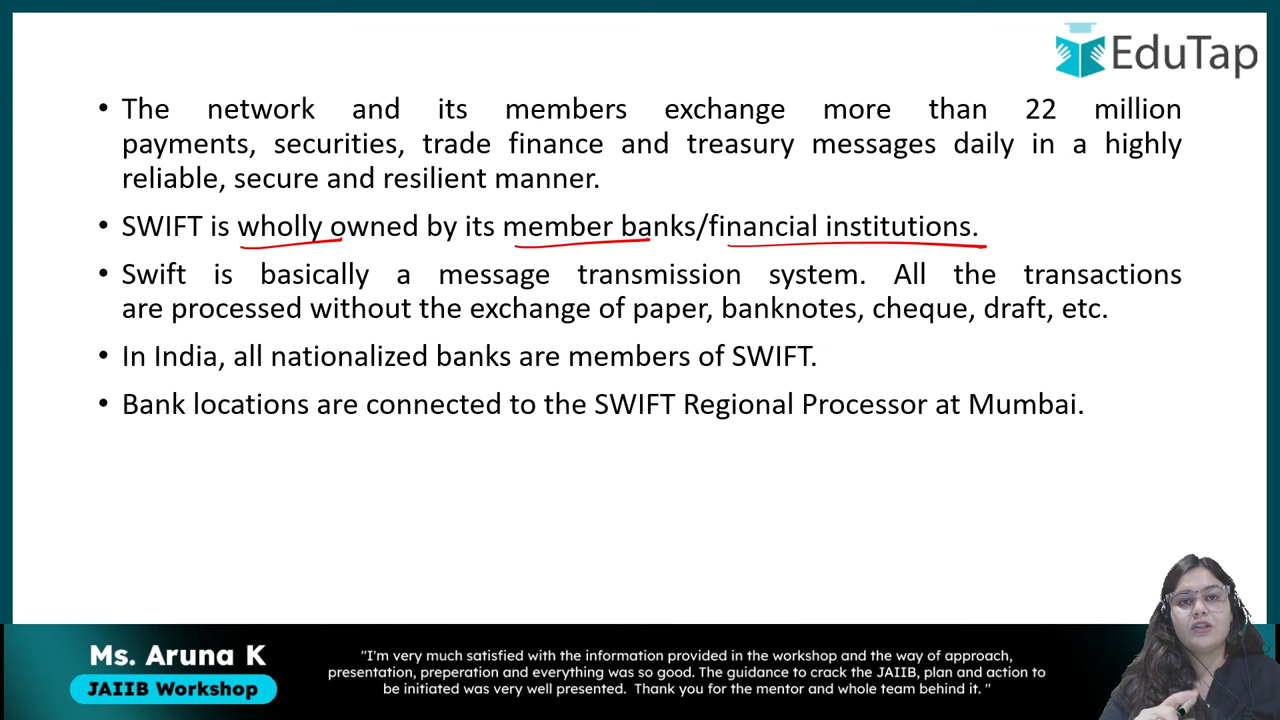 EduTap
• The network and its members exchange more than 22 million
payments, securities, trade finance and treasury messages daily in a highly
reliable, secure and resilient manner.
• SWIFT is wholly owned by its member banks/financial institutions.
• Swift is basically a message transmission system. All the transactions
are processed without the exchange of paper, banknotes, cheque, draft, etc.
• In India, all nationalized banks are members of SWIFT.
• Bank locations are connected to the SWIFT Regional Processor at Mumbai.
Ms. Aruna K
JAIIB Workshop
"I'm very much satisfied with the information provided in the workshop and the way of approach,
presentation, preperation and everything was so good. The guidance to crack the JAIIB, plan and action to
be initiated was very well presented. Thank you for the mentor and whole team behind it. "